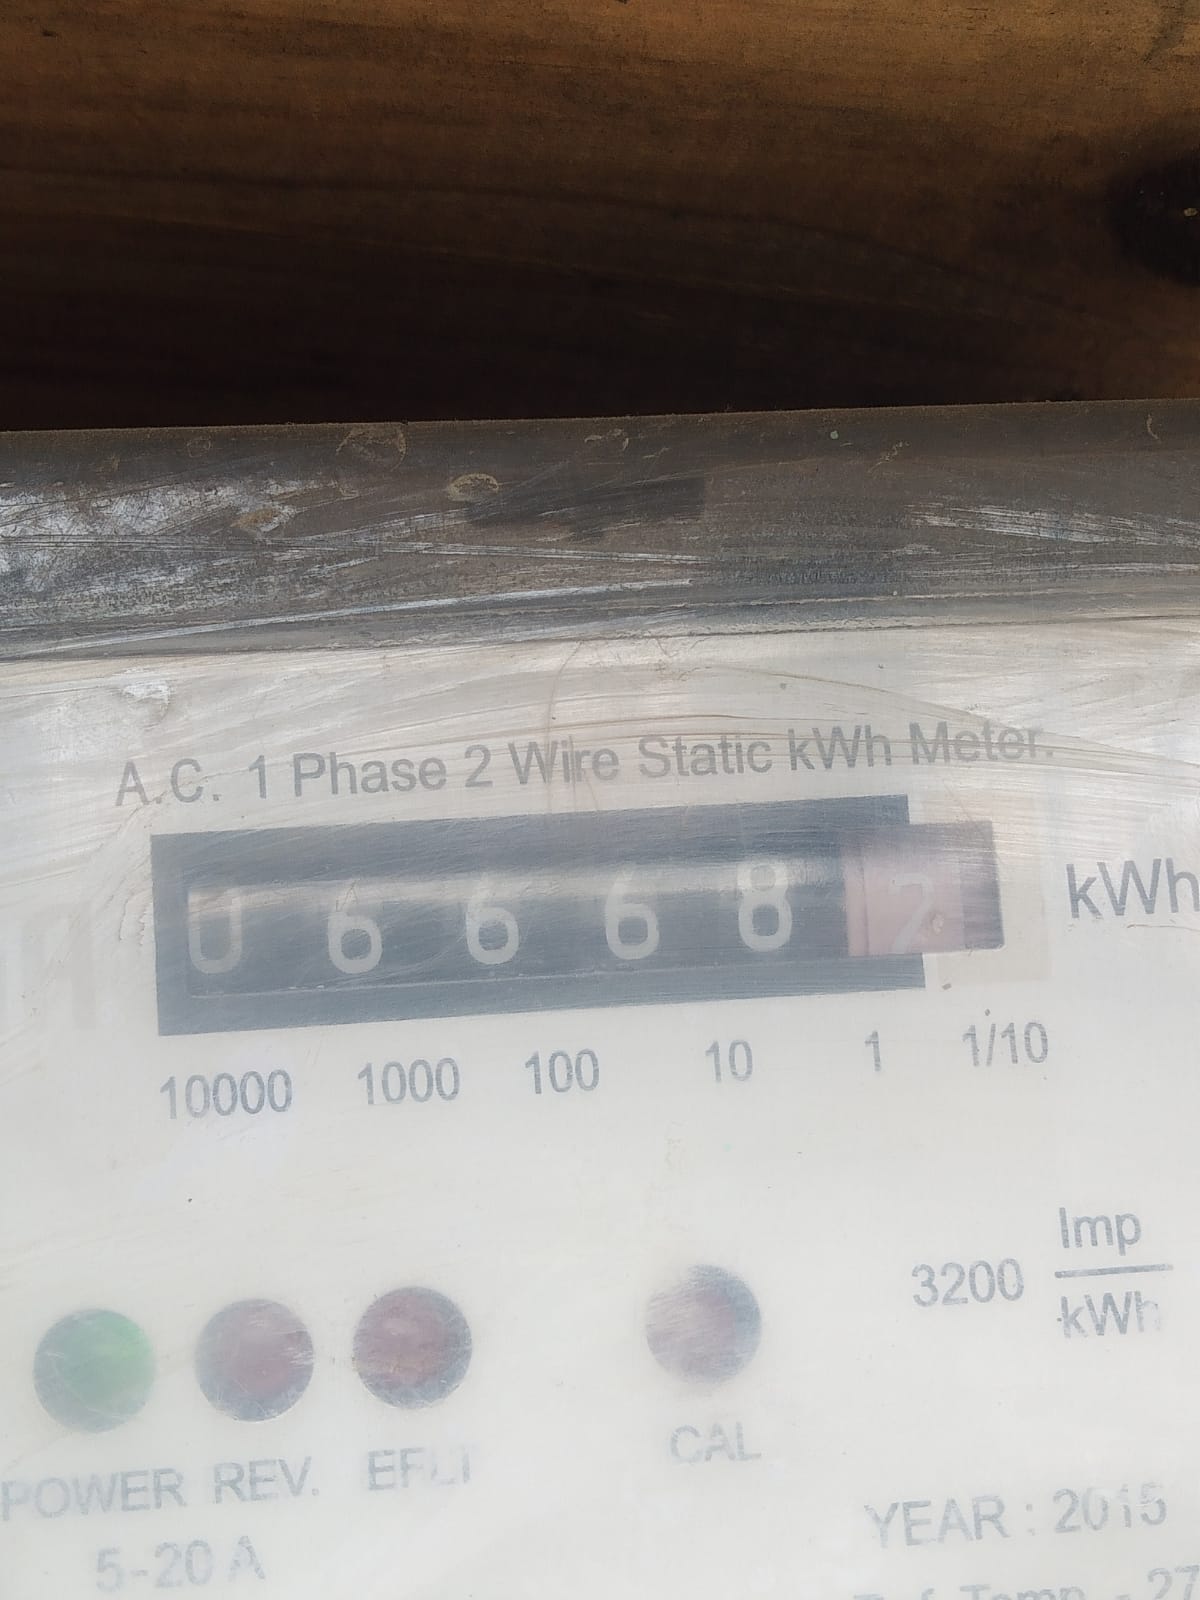 A.C. 1 Phase 2 Wire Static kWh Meter.
0 6 6 6 8 2 kWh
10000 1000 100 10 1 1/10
3200 Imp/kWh
POWER REV. EFLT CAL
5-20 A
YEAR : 2015